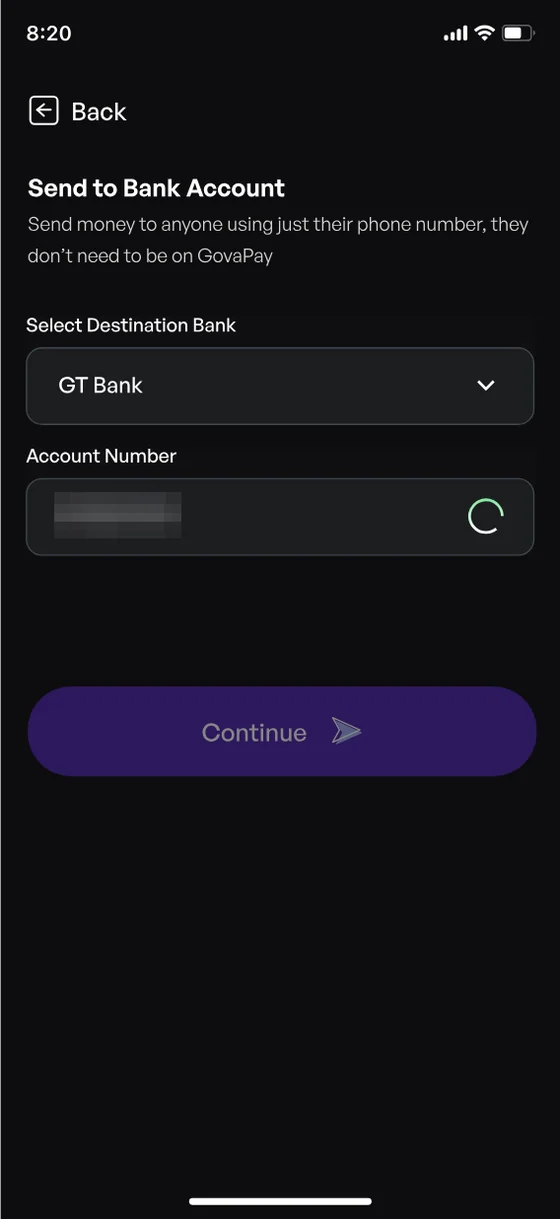 8:20
Back
Send to Bank Account
Send money to anyone using just their phone number, they
don’t need to be on GovaPay
Select Destination Bank
GT Bank
Account Number
Continue